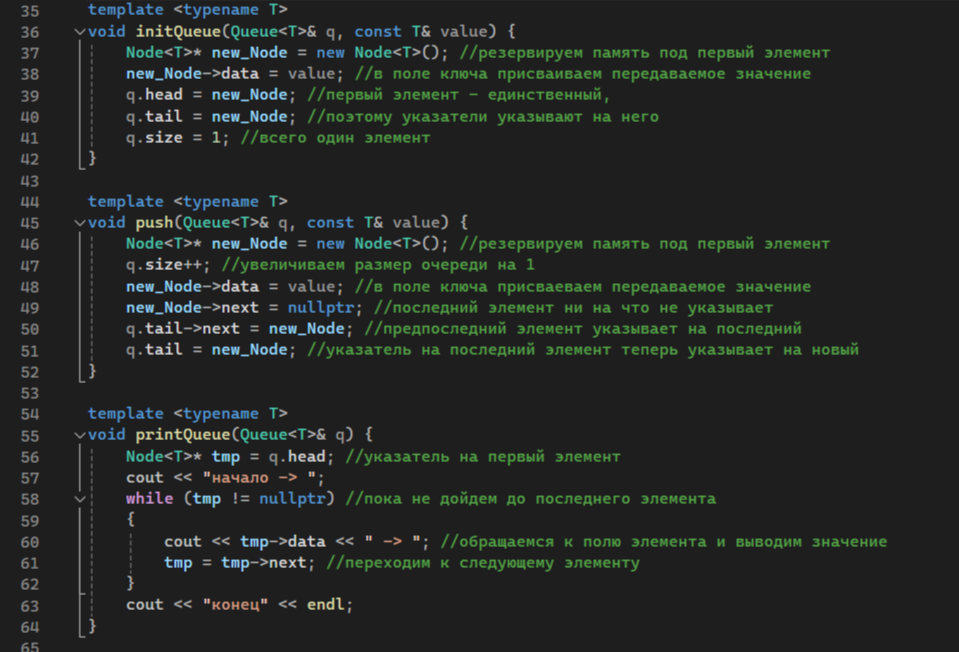 35 template <typename T>
36 void initQueue(Queue<T>& q, const T& value) {
37 Node<T>* new_Node = new Node<T>(); //резервируем память под первый элемент
38 new_Node->data = value; //в поле ключа присваиваем передаваемое значение
39 q.head = new_Node; //первый элемент - единственный,
40 q.tail = new_Node; //поэтому указатели указывают на него
41 q.size = 1; //всего один элемент
42 }
43
44 template <typename T>
45 void push(Queue<T>& q, const T& value) {
46 Node<T>* new_Node = new Node<T>(); //резервируем память под первый элемент
47 q.size++; //увеличиваем размер очереди на 1
48 new_Node->data = value; //в поле ключа присваеваем передаваемое значение
49 new_Node->next = nullptr; //последний элемент ни на что не указывает
50 q.tail->next = new_Node; //предпоследний элемент указывает на последний
51 q.tail = new_Node; //указатель на последний элемент теперь указывает на новый
52 }
53
54 template <typename T>
55 void printQueue(Queue<T>& q) {
56 Node<T>* tmp = q.head; //указатель на первый элемент
57 cout << "начало -> ";
58 while (tmp != nullptr) //пока не дойдем до последнего элемента
59 {
60 cout << tmp->data << " -> "; //обращаемся к полю элемента и выводим значение
61 tmp = tmp->next; //переходим к следующему элементу
62 }
63 cout << "конец" << endl;
64 }
65